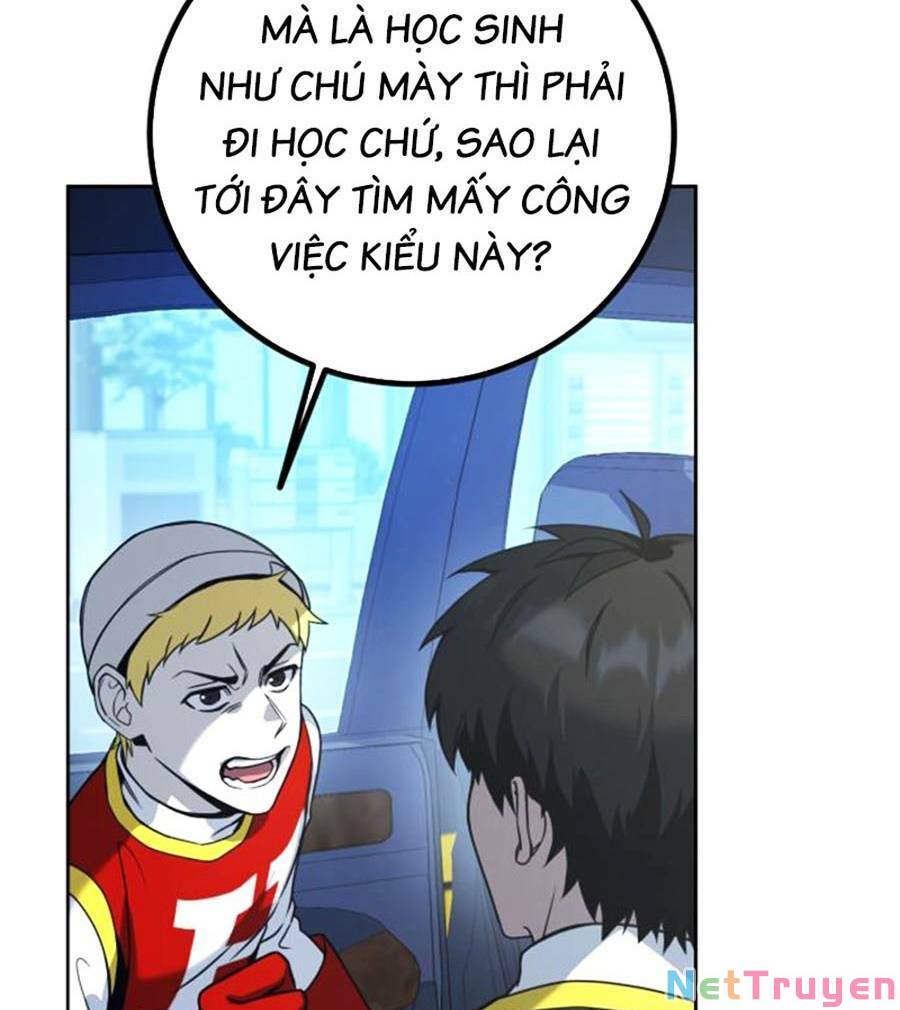 MÀ LÀ HỌC SINH
NHƯ CHÚ MÀY THÌ PHẢI
ĐI HỌC CHỨ, SAO LẠI
TỚI ĐÂY TÌM MẤY CÔNG
VIỆC KIỂU NÀY?
NetTruyen